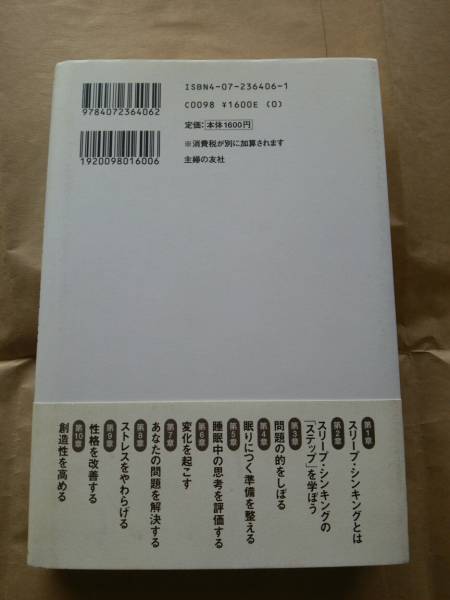 ISBN4-07-236406-1
C0098 ¥1600E (0)
9784072364062
定価：本体1600円
※消費税が別に加算されます
主婦の友社
1920098016006
第1章
スリープ・シンキングとは
第2章
スリープ・シンキングの
「ステップ」を学ぼう
第3章
問題の的をしぼる
第4章
眠りにつく準備を整える
第5章
睡眠中の思考を評価する
第6章
変化を起こす
第7章
あなたの問題を解決する
第8章
ストレスをやわらげる
第9章
性格を改善する
第10章
創造性を高める